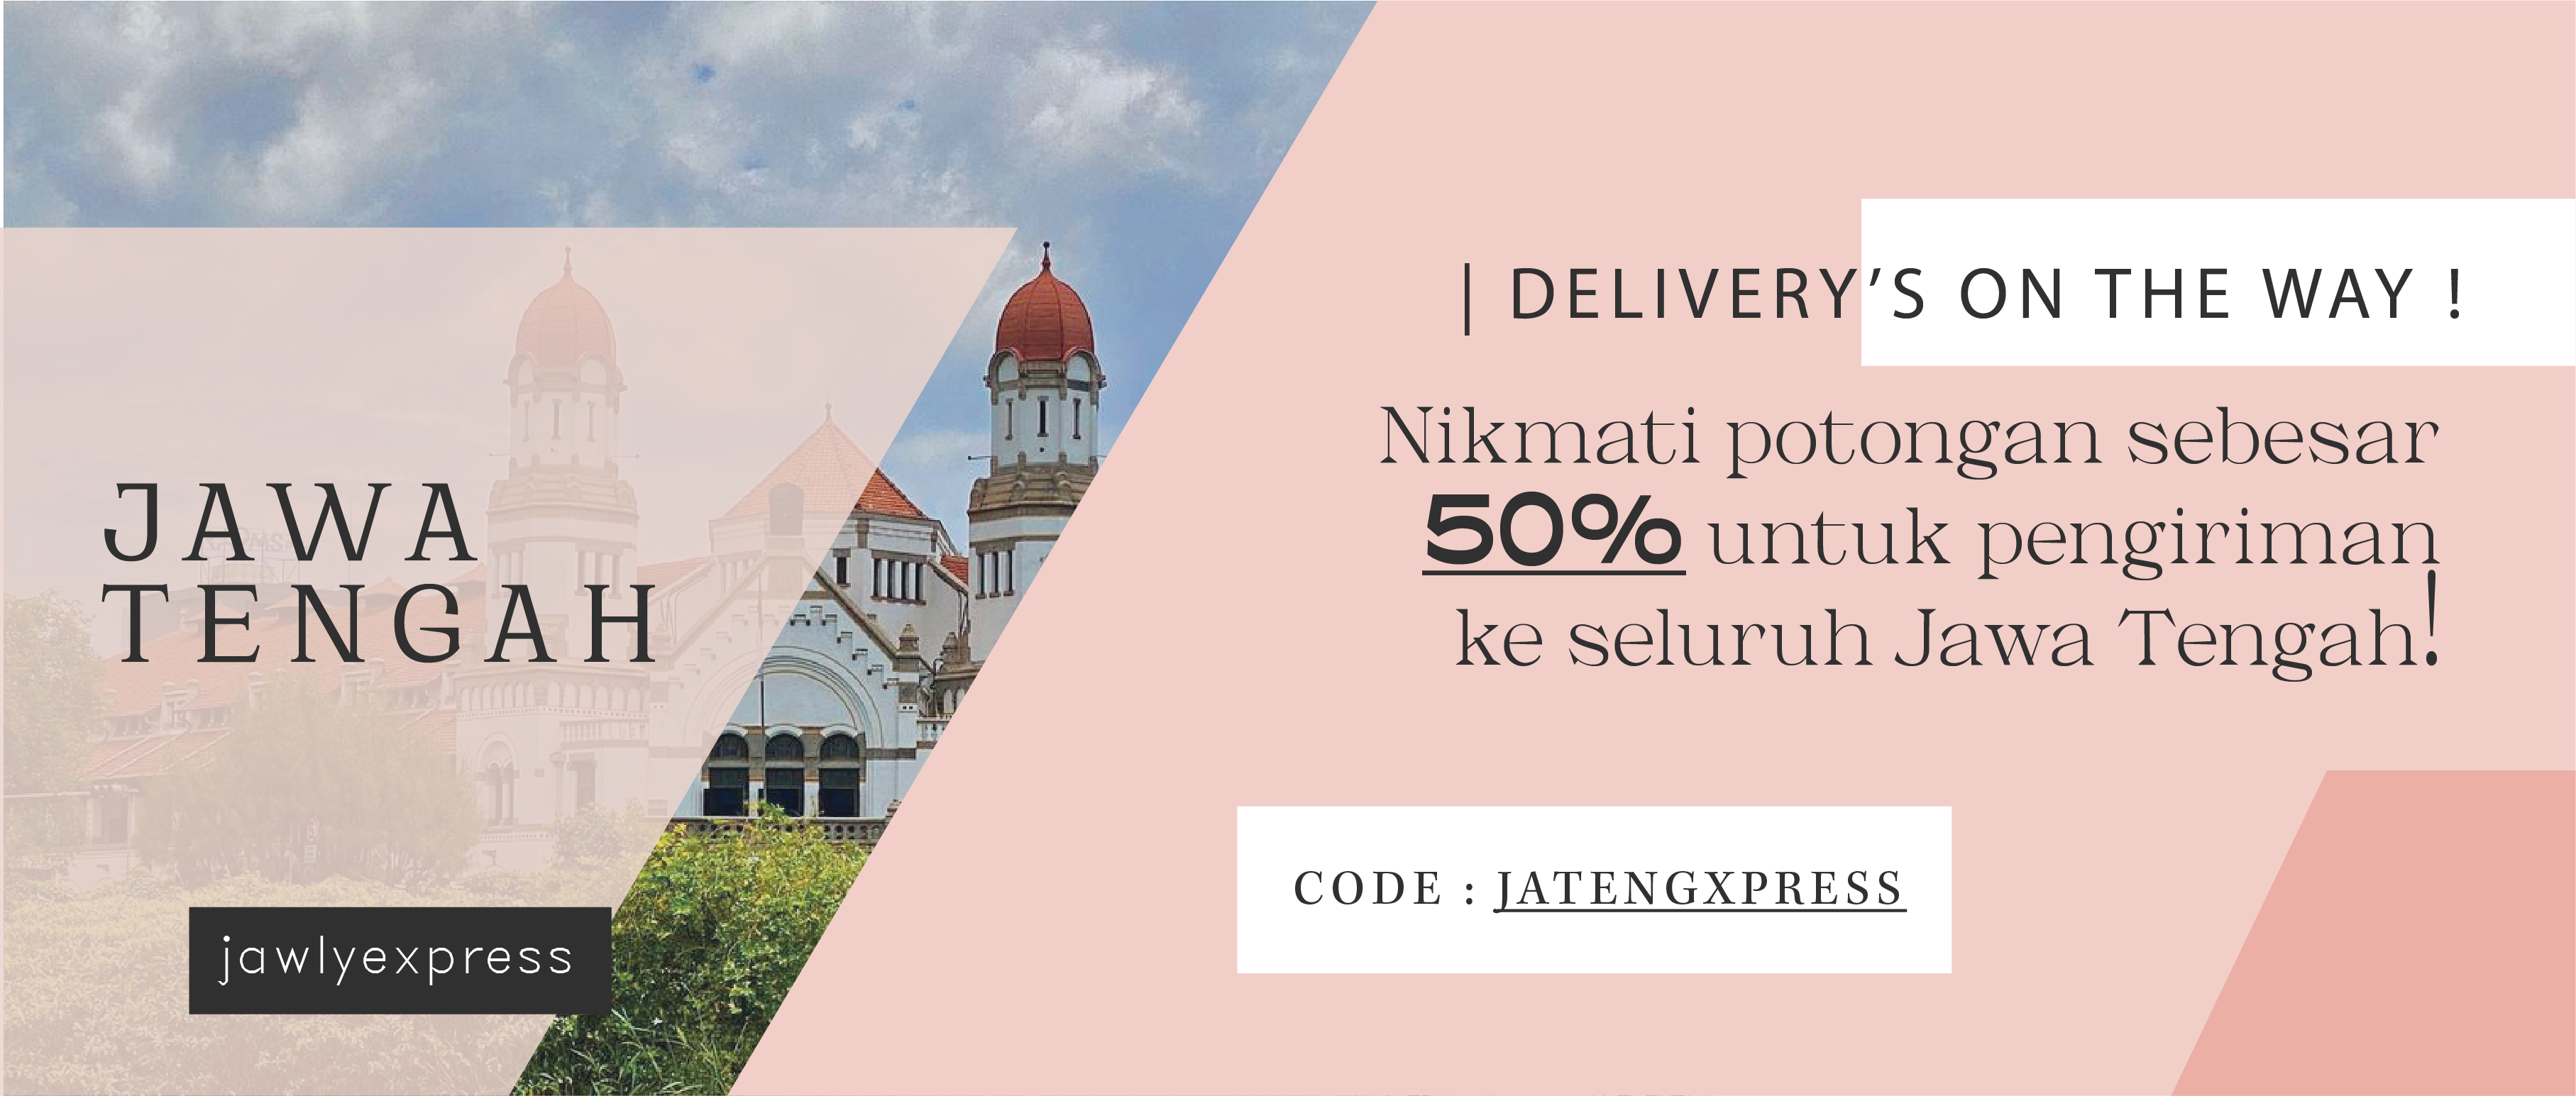 JAWA
TENGAH
jawlyexpress
| DELIVERY'S ON THE WAY !
Nikmati potongan sebesar
50% untuk pengiriman
ke seluruh Jawa Tengah!
CODE : JATENGXPRESS